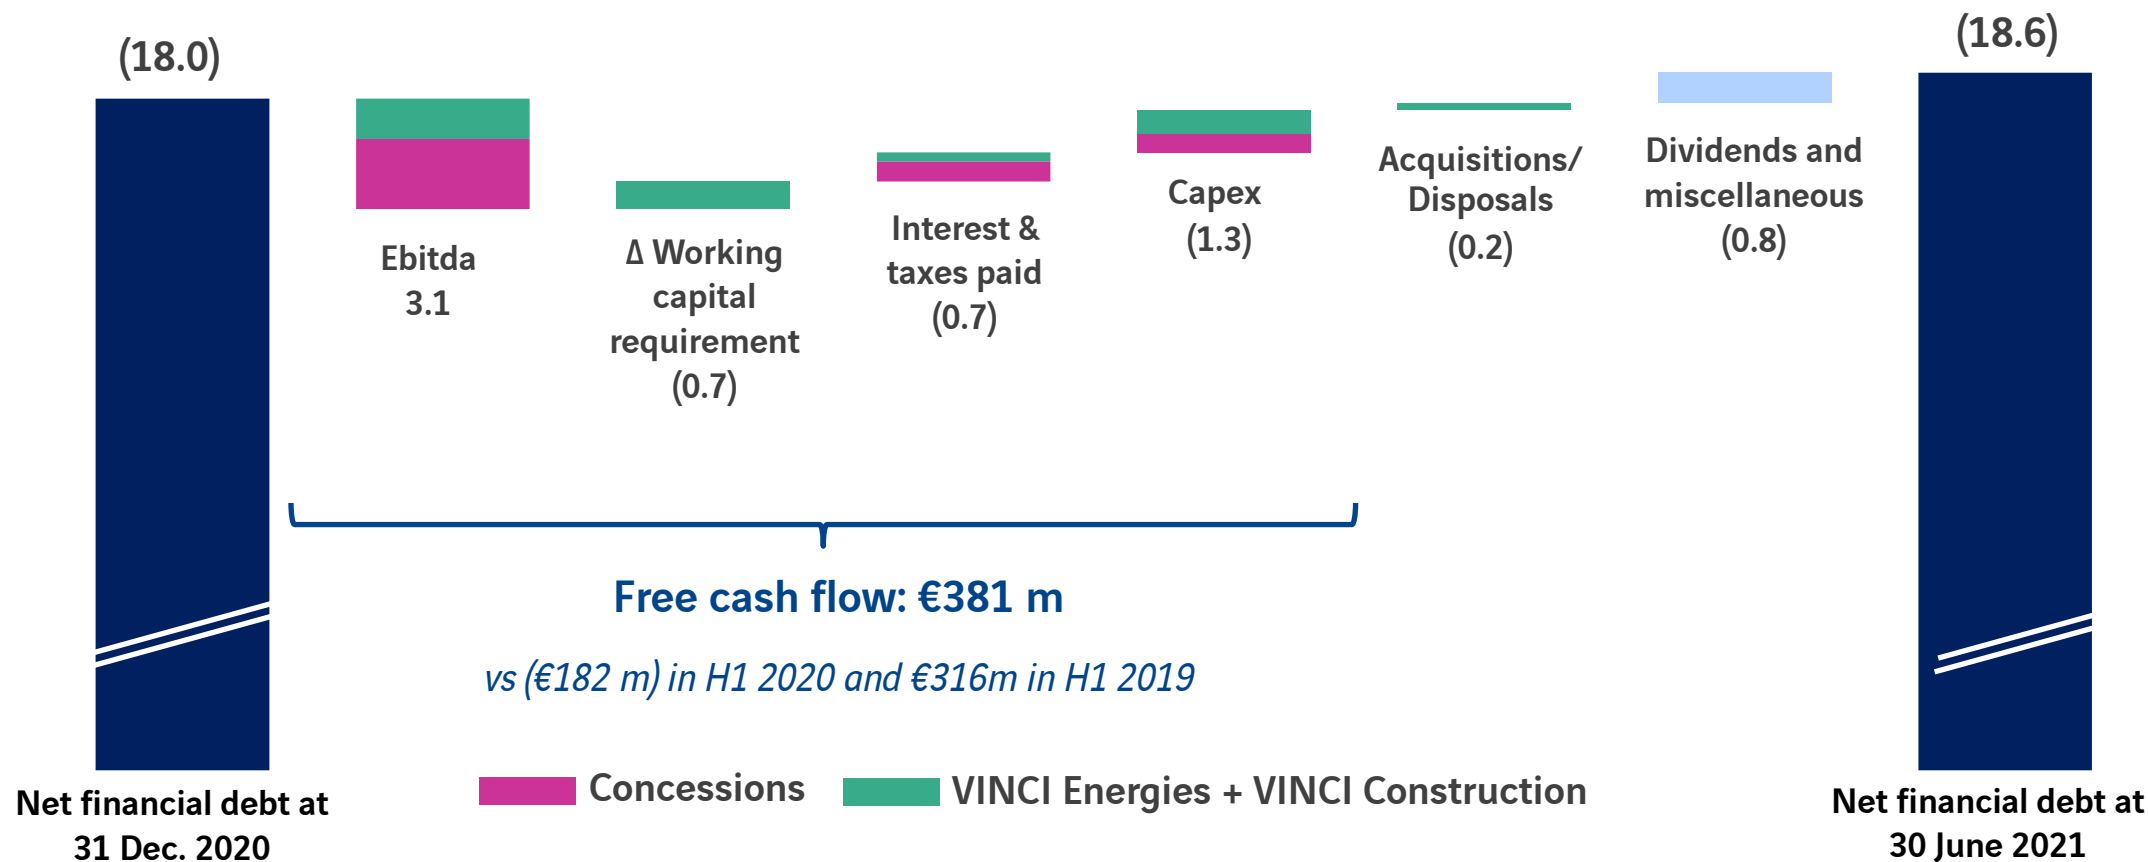 (18.0)
(18.6)
Ebitda
3.1
Δ Working
capital
requirement
(0.7)
Interest &
taxes paid
(0.7)
Capex
(1.3)
Acquisitions/
Disposals
(0.2)
Dividends and
miscellaneous
(0.8)
Free cash flow: €381 m
vs (€182 m) in H1 2020 and €316m in H1 2019
Concessions
VINCI Energies + VINCI Construction
Net financial debt at
31 Dec. 2020
Net financial debt at
30 June 2021